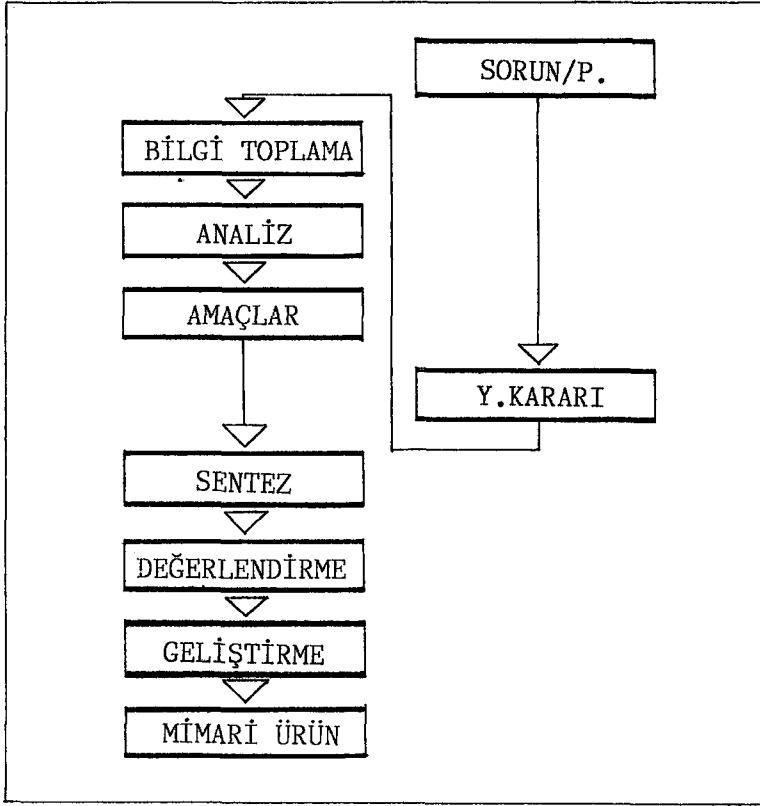 SORUN/P.
BİLGİ TOPLAMA
ANALİZ
AMAÇLAR
Y.KARARI
SENTEZ
DEĞERLENDİRME
GELİŞTİRME
MİMARİ ÜRÜN